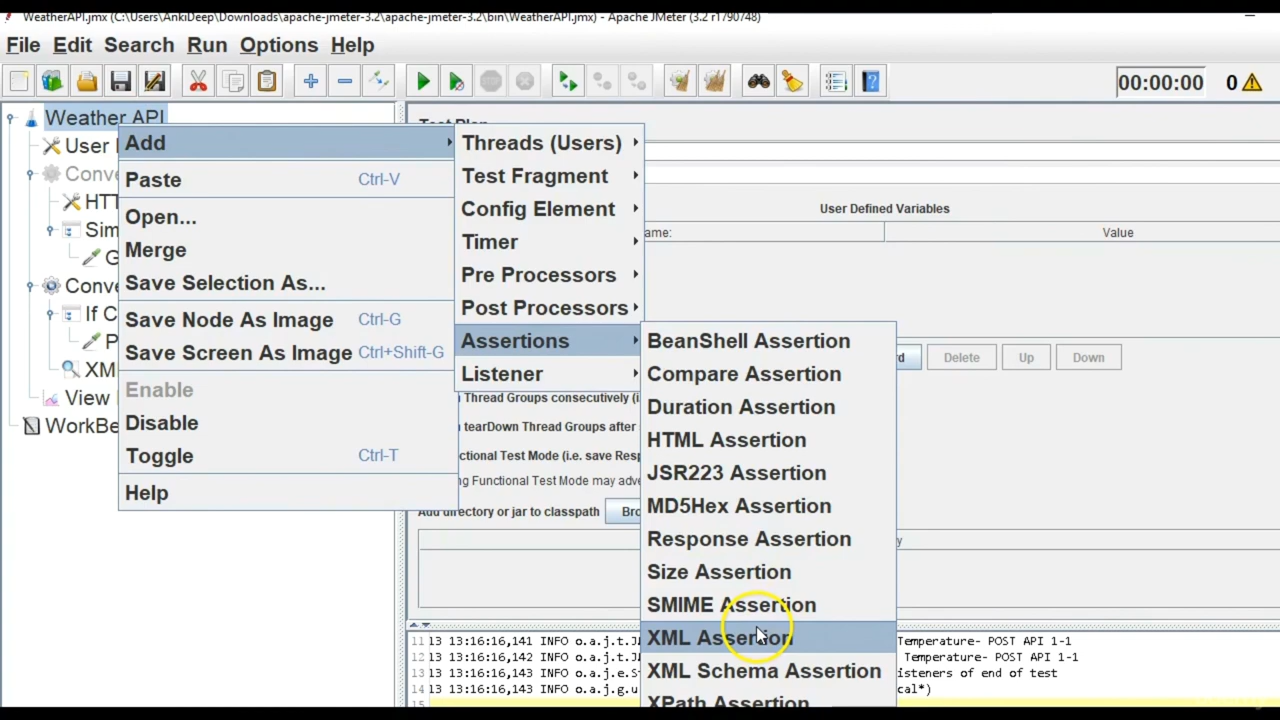 WeatherAPI.jmx (C:\Users\AnkiDeep\Downloads\apache-jmeter-3.2\apache-jmeter-3.2\bin\WeatherAPI.jmx) - Apache JMeter (3.2 r1790748)
File Edit Search Run Options Help
00:00:00 0
Weather API
User
Conve
HTT
Sim
G
Conve
If C
P
XM
View
WorkBe
Add
Paste Ctrl-V
Open...
Merge
Save Selection As...
Save Node As Image Ctrl-G
Save Screen As Image Ctrl+Shift-G
Enable
Disable
Toggle Ctrl-T
Help
Threads (Users)
Test Fragment
Config Element
Timer
Pre Processors
Post Processors
Assertions
Listener
BeanShell Assertion
Compare Assertion
Duration Assertion
HTML Assertion
JSR223 Assertion
MD5Hex Assertion
Response Assertion
Size Assertion
SMIME Assertion
XML Assertion
XML Schema Assertion
XPath Assertion
Test Plan
User Defined Variables
ame: Value
d Delete Up Down
Thread Groups consecutively (i.
tearDown Thread Groups after
ctional Test Mode (i.e. save Resp
ng Functional Test Mode may adve
Add directory or jar to classpath Bro
y
11 13 13:16:16,141 INFO o.a.j.t.JM Temperature- POST API 1-1
12 13 13:16:16,142 INFO o.a.j.t.JM Temperature- POST API 1-1
13 13 13:16:16,143 INFO o.a.j.e.S isteners of end of test
14 13 13:16:16,143 INFO o.a.j.g.u cal*)
15